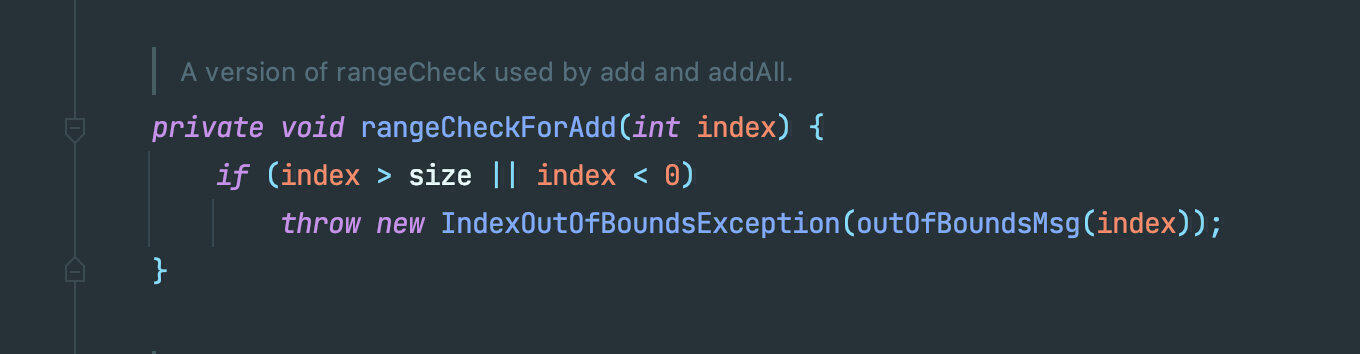 A version of rangeCheck used by add and addAll.
private void rangeCheckForAdd(int index) {
if (index > size || index < 0)
throw new IndexOutOfBoundsException(outOfBoundsMsg(index));
}